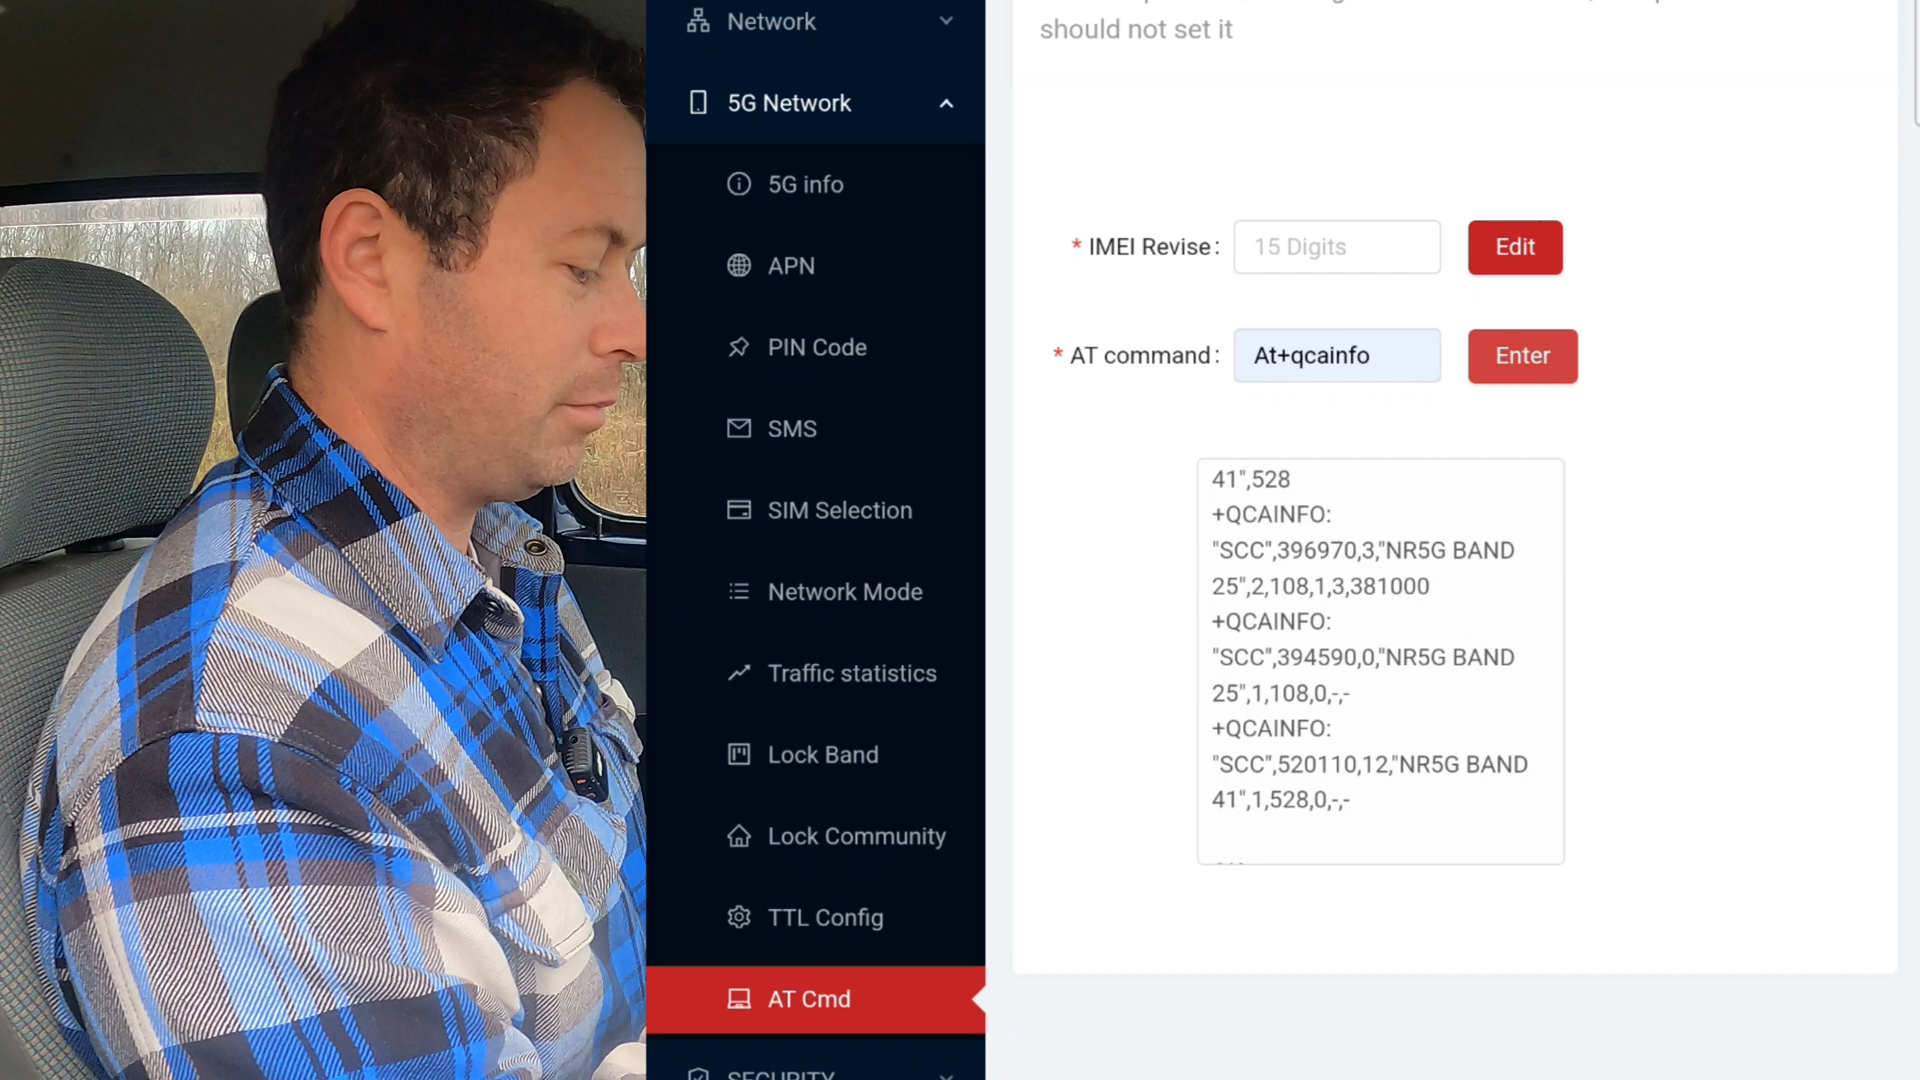 should not set it
Network
5G Network
5G info
APN
PIN Code
SMS
SIM Selection
Network Mode
Traffic statistics
Lock Band
Lock Community
TTL Config
AT Cmd
SECURITY
* IMEI Revise: 15 Digits Edit
* AT command: At+qcainfo Enter
41",528
+QCAINFO:
"SCC",396970,3,"NR5G BAND
25",2,108,1,3,381000
+QCAINFO:
"SCC",394590,0,"NR5G BAND
25",1,108,0,-,-
+QCAINFO:
"SCC",520110,12,"NR5G BAND
41",1,528,0,-,-